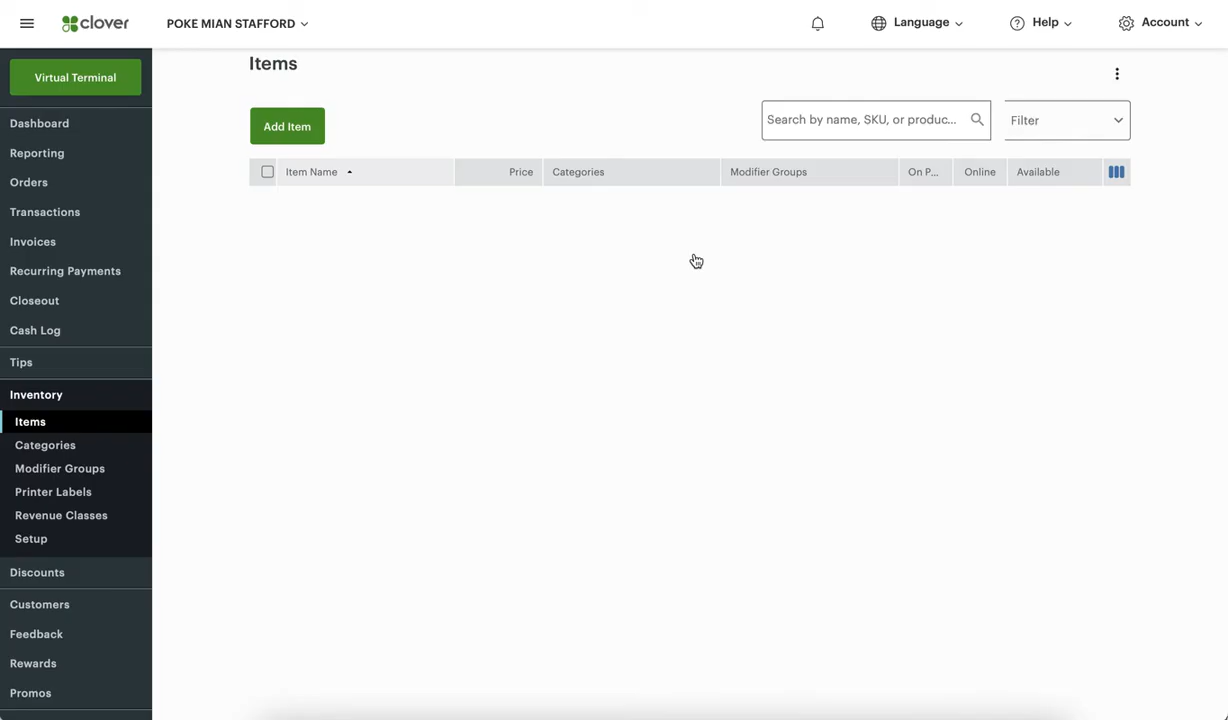 clover
POKE MIAN STAFFORD
Language
Help
Account
Virtual Terminal
Dashboard
Reporting
Orders
Transactions
Invoices
Recurring Payments
Closeout
Cash Log
Tips
Inventory
Items
Categories
Modifier Groups
Printer Labels
Revenue Classes
Setup
Discounts
Customers
Feedback
Rewards
Promos
Items
Add Item
Search by name, SKU, or produc...
Filter
Item Name
Price
Categories
Modifier Groups
On P...
Online
Available